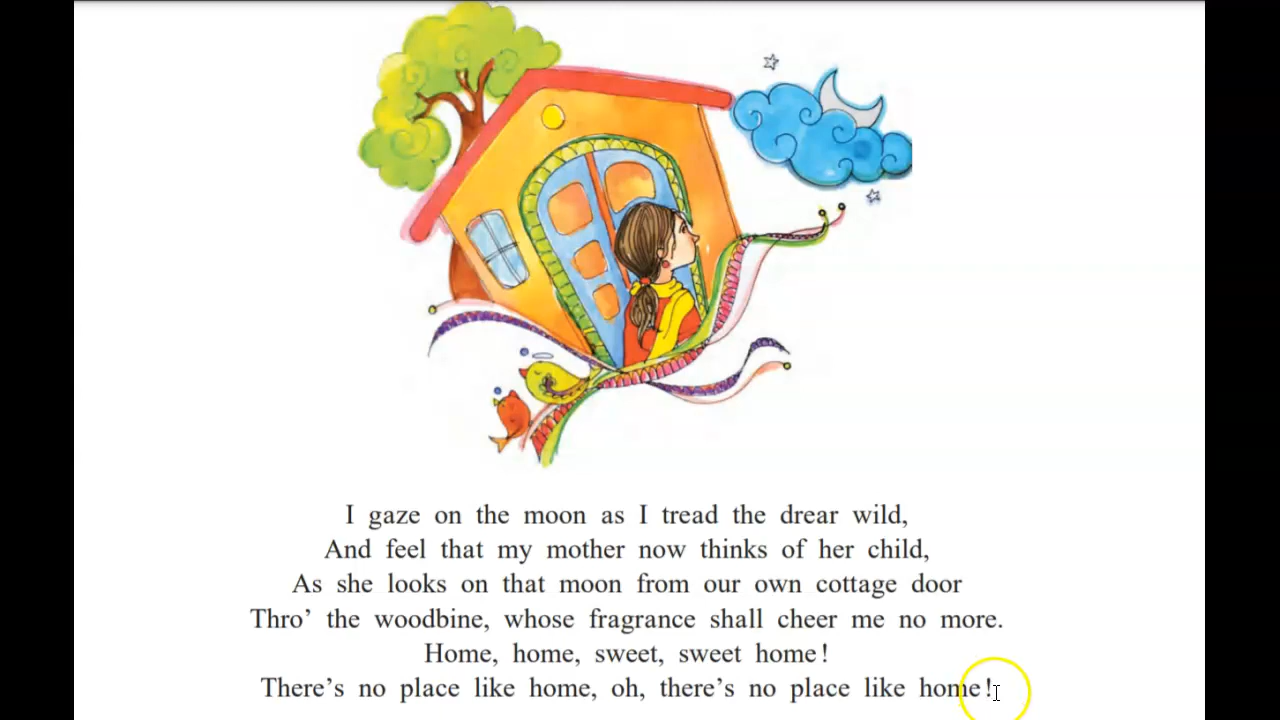 I gaze on the moon as I tread the drear wild,
And feel that my mother now thinks of her child,
As she looks on that moon from our own cottage door
Thro’ the woodbine, whose fragrance shall cheer me no more.
Home, home, sweet, sweet home!
There’s no place like home, oh, there’s no place like home!